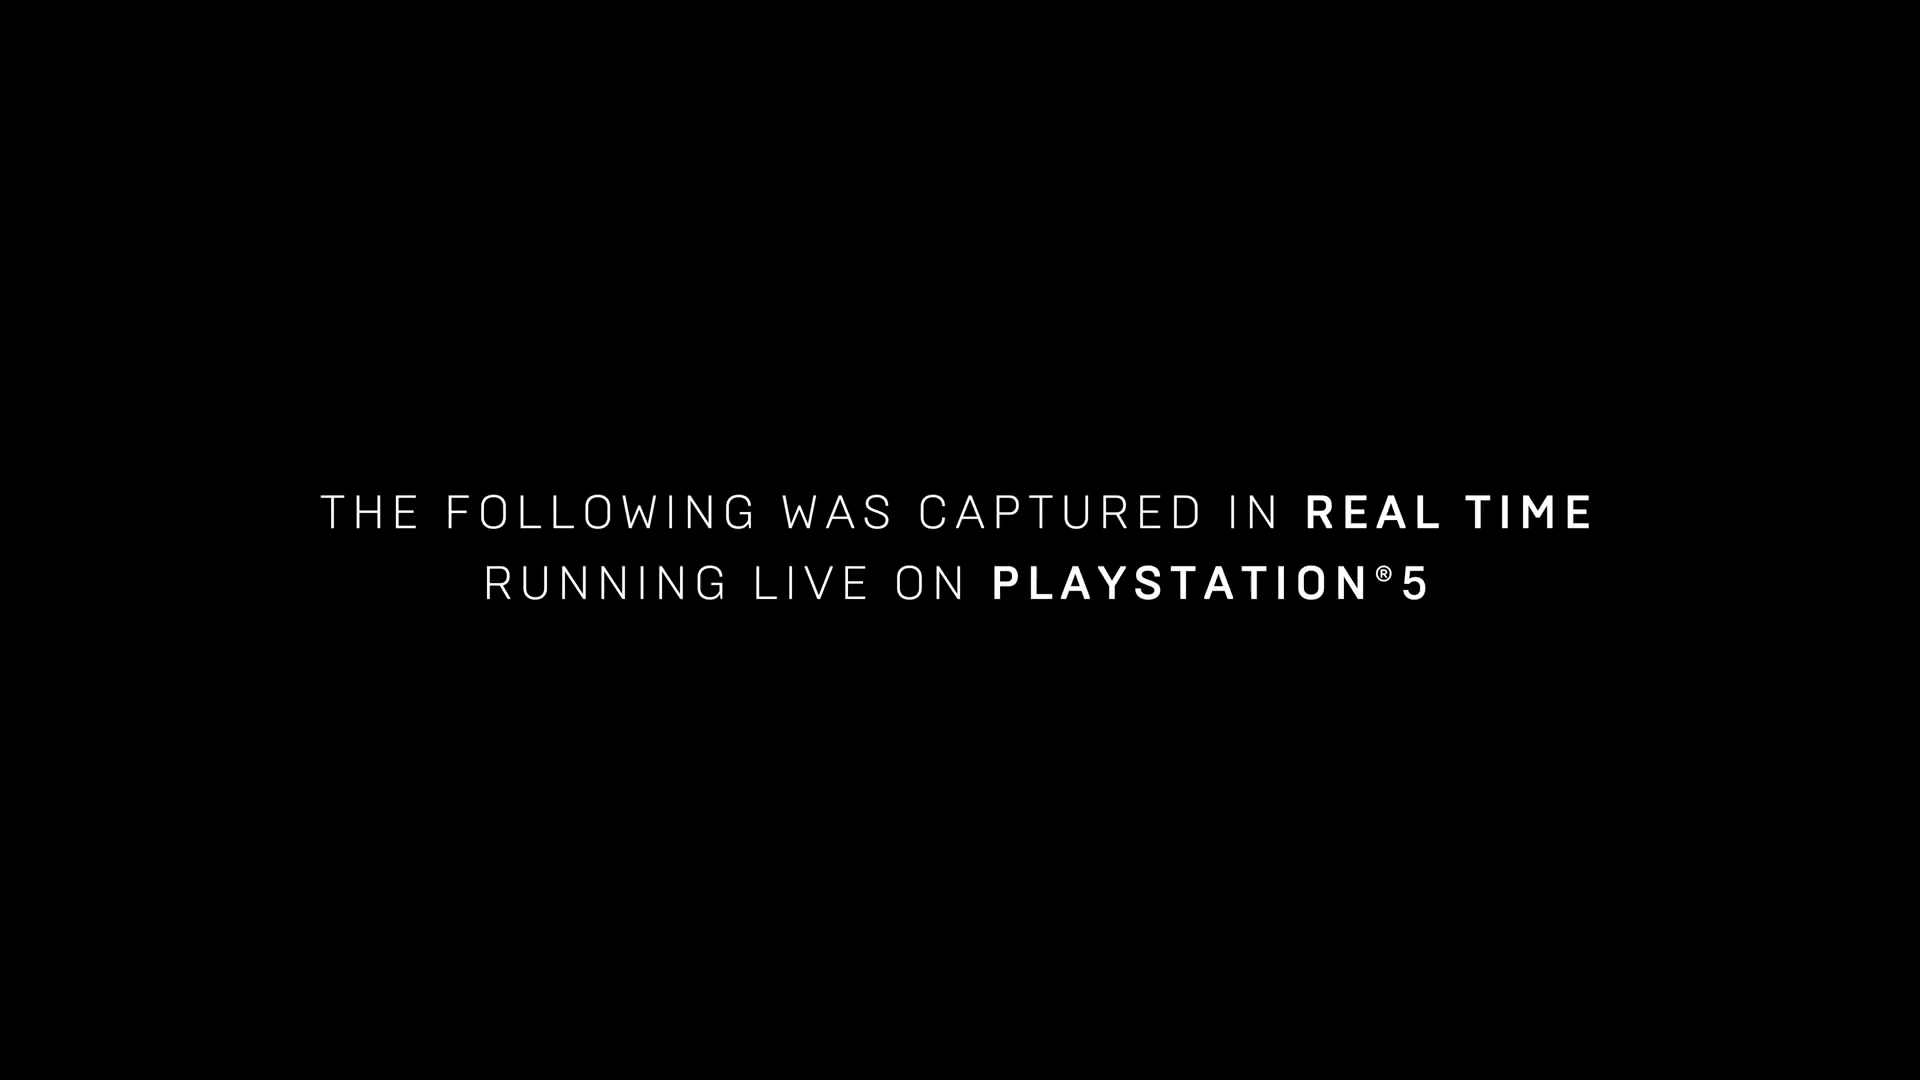 THE FOLLOWING WAS CAPTURED IN REAL TIME
RUNNING LIVE ON PLAYSTATION®5